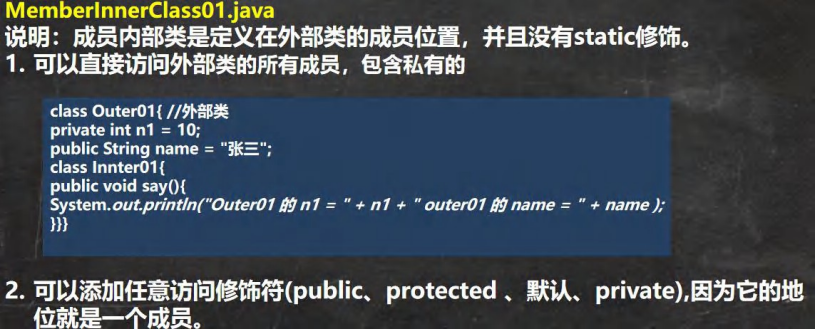 MemberInnerClass01.java
说明：成员内部类是定义在外部类的成员位置，并且没有static修饰。
1. 可以直接访问外部类的所有成员，包含私有的
class Outer01{ //外部类
private int n1 = 10;
public String name = "张三";
class Innter01{
public void say(){
System.out.println("Outer01 的 n1 = " + n1 + " outer01 的 name = " + name );
}}}
2. 可以添加任意访问修饰符(public、protected 、默认、private),因为它的地
位就是一个成员。